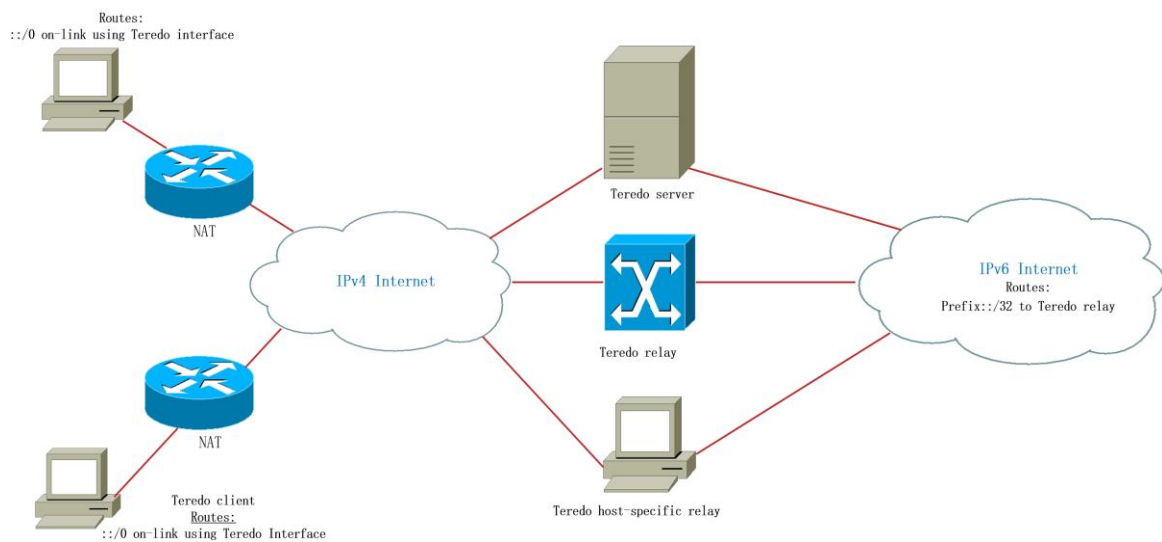 Routes:
::/0 on-link using Teredo interface
NAT
Teredo server
IPv4 Internet
IPv6 Internet
Routes:
Prefix::/32 to Teredo relay
Teredo relay
NAT
Teredo client
Routes:
::/0 on-link using Teredo Interface
Teredo host-specific relay